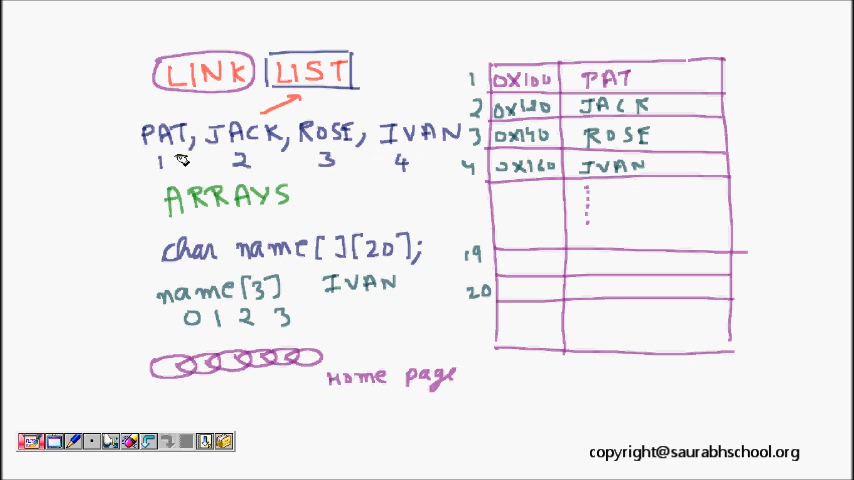 LINK LIST
PAT, JACK, ROSE, IVAN
1 2 3 4
ARRAYS
char name[][20];
name[3] IVAN
0 1 2 3
Home page
1 0X100 PAT
2 0X120 JACK
3 0X140 ROSE
4 0X160 IVAN
19
20
copyright@saurabhschool.org